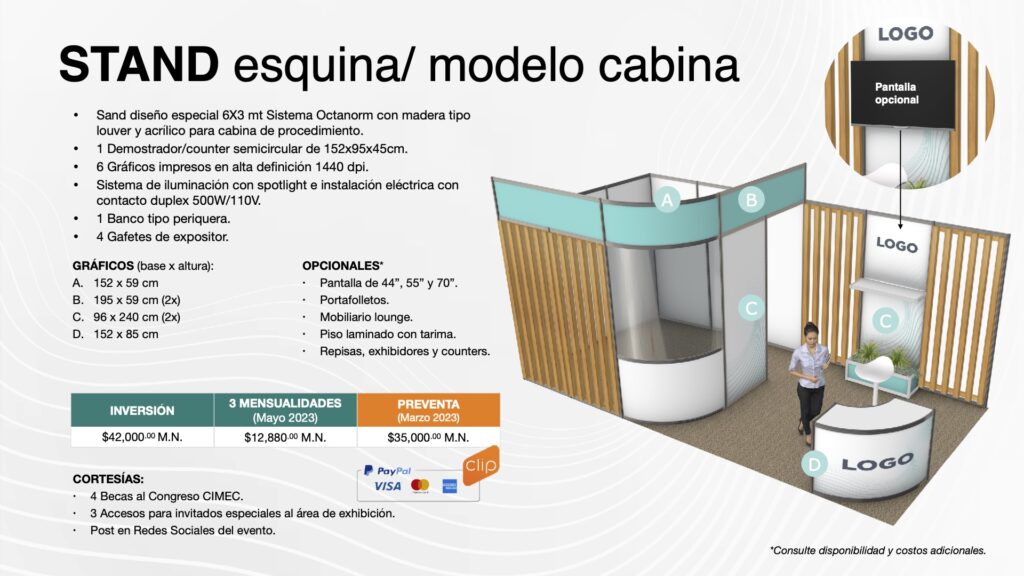 STAND esquina/ modelo cabina
• Sand diseño especial 6X3 mt Sistema Octanorm con madera tipo
louver y acrílico para cabina de procedimiento.
• 1 Demostrador/counter semicircular de 152x95x45cm.
• 6 Gráficos impresos en alta definición 1440 dpi.
• Sistema de iluminación con spotlight e instalación eléctrica con
contacto duplex 500W/110V.
• 1 Banco tipo periquera.
• 4 Gafetes de expositor.
GRÁFICOS (base x altura):
A. 152 x 59 cm
B. 195 x 59 cm (2x)
C. 96 x 240 cm (2x)
D. 152 x 85 cm
OPCIONALES*
· Pantalla de 44”, 55” y 70”.
· Portafolletos.
· Mobiliario lounge.
· Piso laminado con tarima.
· Repisas, exhibidores y counters.
INVERSIÓN
$42,000.00 M.N.
3 MENSUALIDADES
(Mayo 2023)
$12,880.00 M.N.
PREVENTA
(Marzo 2023)
$35,000.00 M.N.
PayPal
VISA
clip
CORTESÍAS:
· 4 Becas al Congreso CIMEC.
· 3 Accesos para invitados especiales al área de exhibición.
· Post en Redes Sociales del evento.
LOGO
Pantalla
opcional
A
B
LOGO
C
C
D
LOGO
*Consulte disponibilidad y costos adicionales.